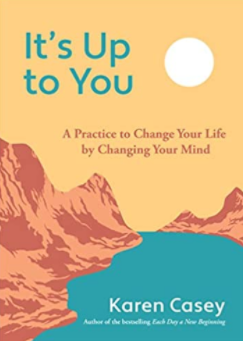 It's Up
to You
A Practice to Change Your Life
by Changing Your Mind
Karen Casey
Author of the bestselling Each Day a New Beginning